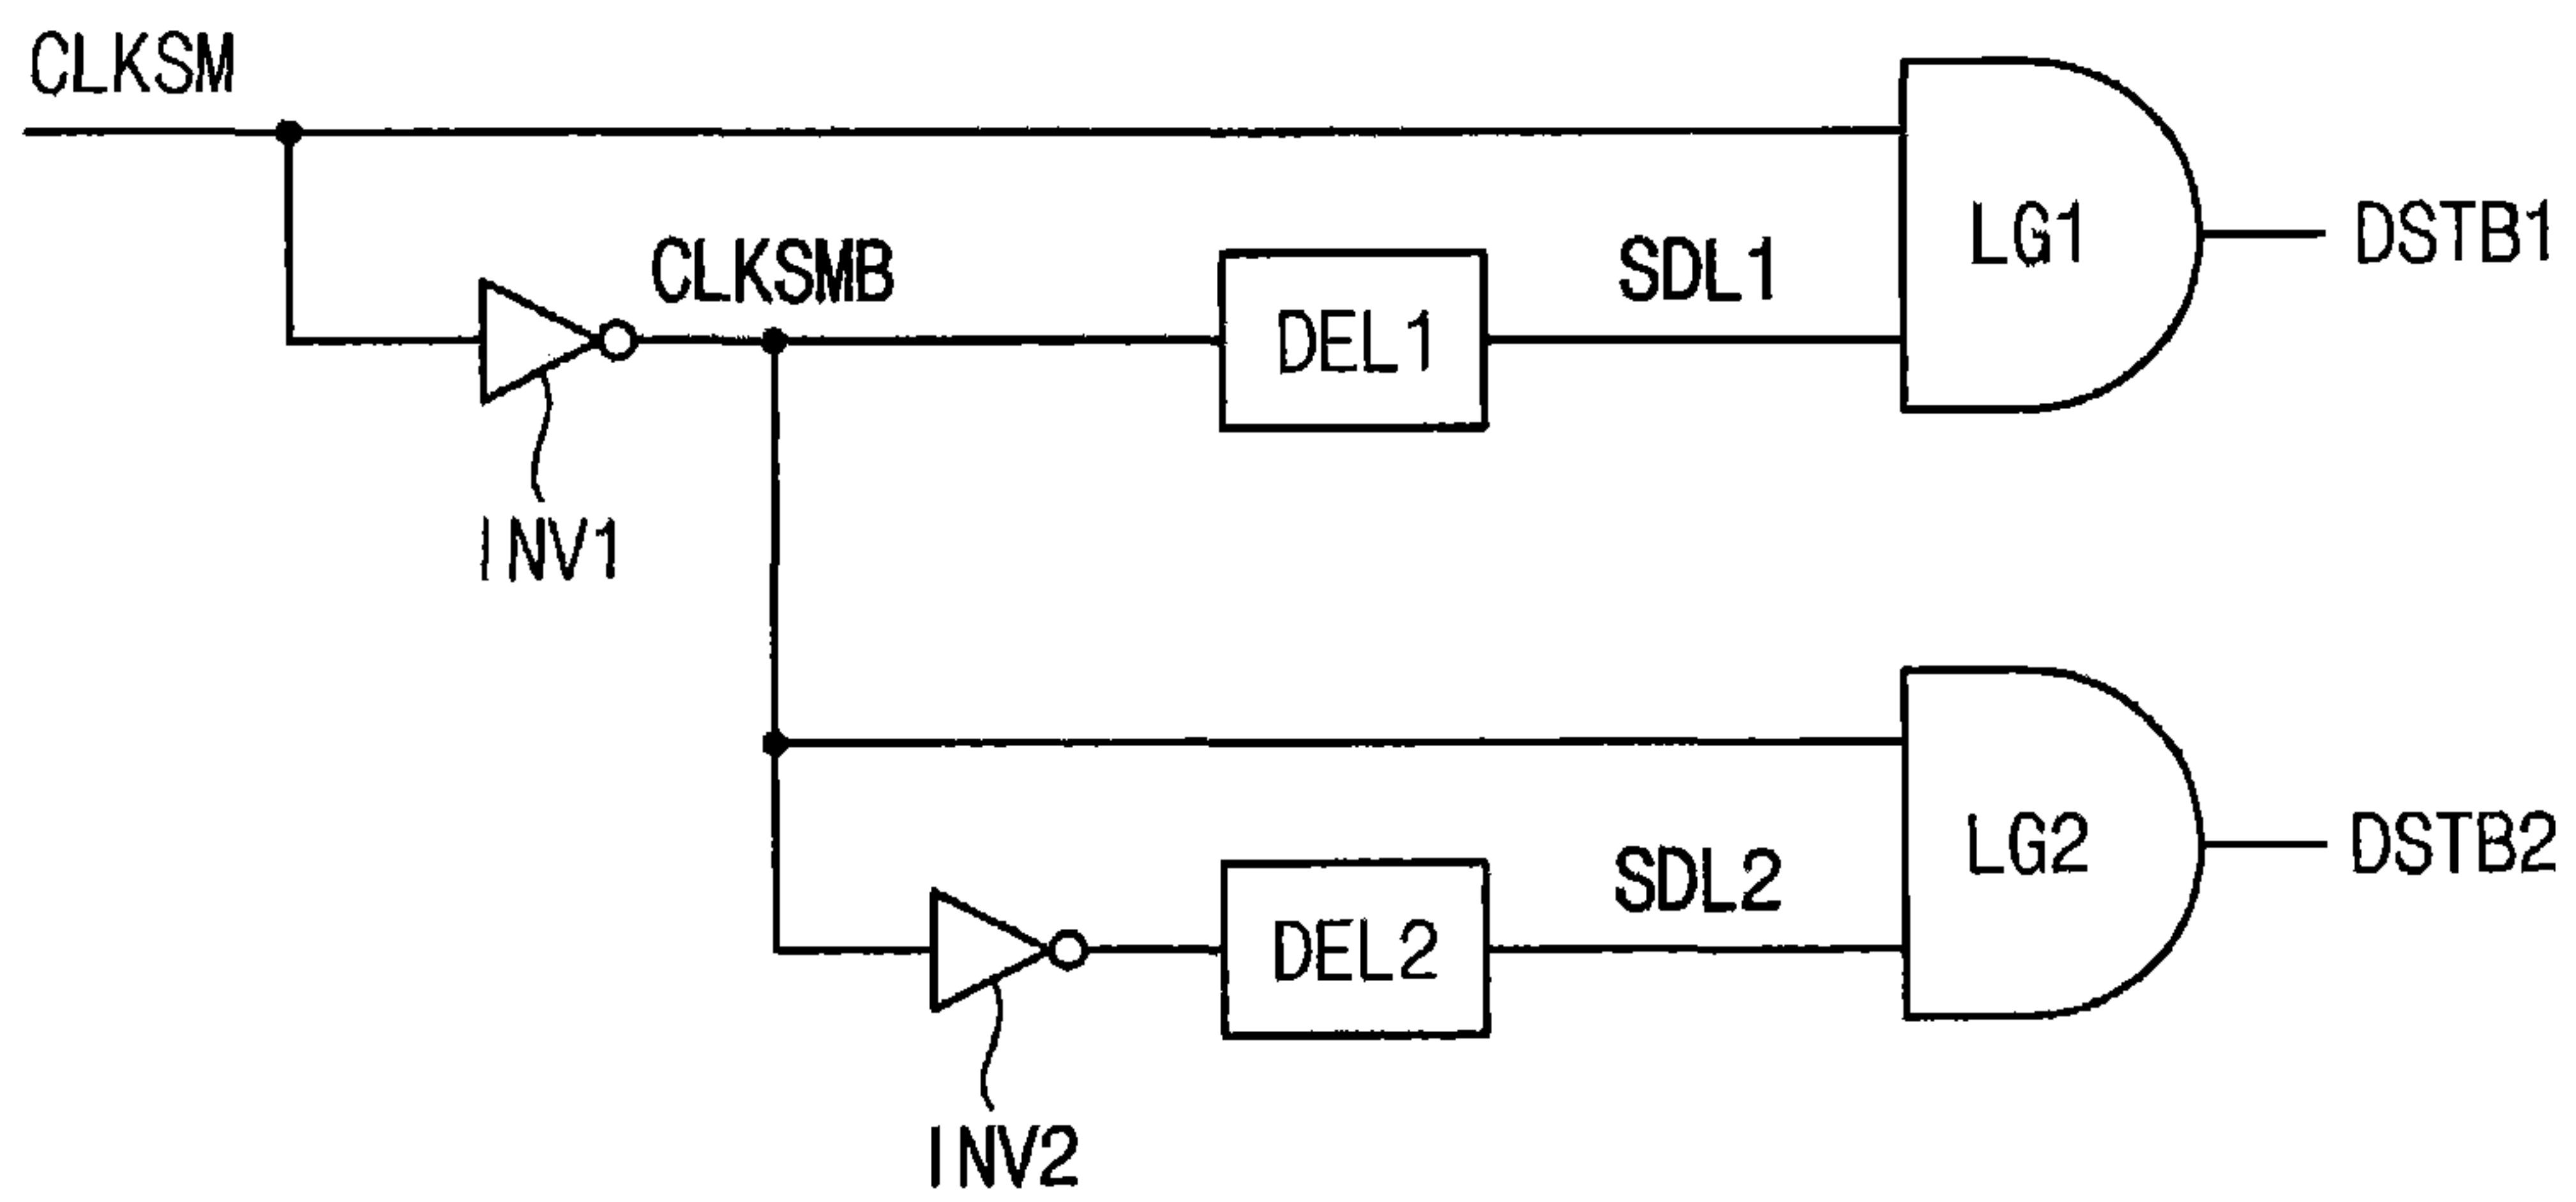 CLKSM
CLKSMB
SDL1
LG1
DSTB1
DEL1
INV1
SDL2
LG2
DSTB2
DEL2
INV2